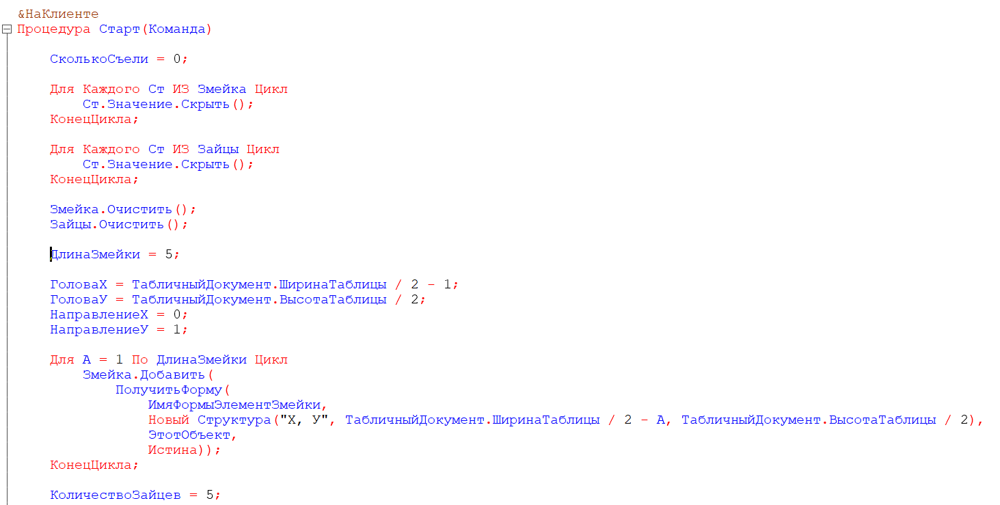 &НаКлиенте
Процедура Старт(Команда)
СколькоСъели = 0;
Для Каждого Ст ИЗ Змейка Цикл
Ст.Значение.Скрыть();
КонецЦикла;
Для Каждого Ст ИЗ Зайцы Цикл
Ст.Значение.Скрыть();
КонецЦикла;
Змейка.Очистить();
Зайцы.Очистить();
ДлинаЗмейки = 5;
ГоловаХ = ТабличныйДокумент.ШиринаТаблицы / 2 - 1;
ГоловаУ = ТабличныйДокумент.ВысотаТаблицы / 2;
НаправлениеХ = 0;
НаправлениеУ = 1;
Для А = 1 По ДлинаЗмейки Цикл
Змейка.Добавить(
ПолучитьФорму(
ИмяФормыЭлементЗмейки,
Новый Структура("Х, У", ТабличныйДокумент.ШиринаТаблицы / 2 - А, ТабличныйДокумент.ВысотаТаблицы / 2),
ЭтотОбъект,
Истина));
КонецЦикла;
КоличествоЗайцев = 5;